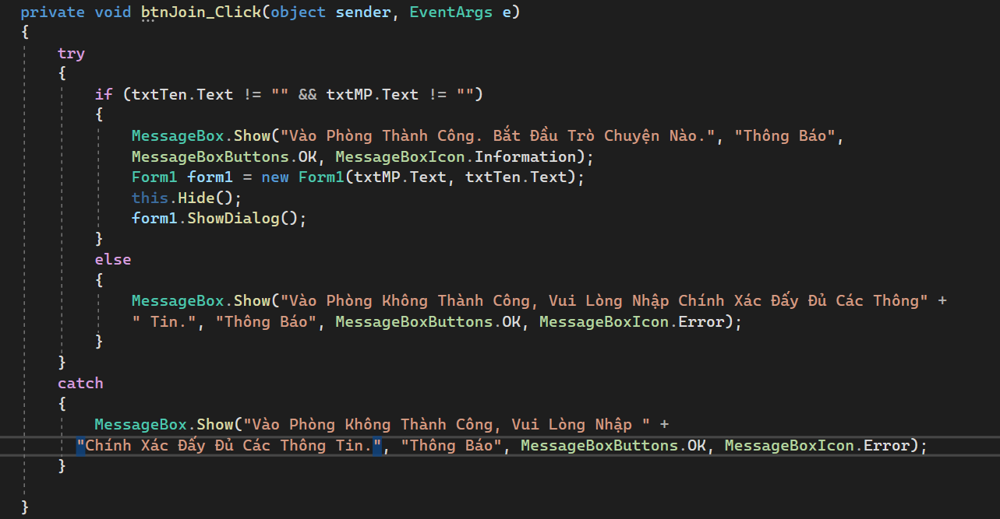 private void btnJoin_Click(object sender, EventArgs e)
{
try
{
if (txtTen.Text != "" && txtMP.Text != "")
{
MessageBox.Show("Vào Phòng Thành Công. Bắt Đầu Trò Chuyện Nào.", "Thông Báo",
MessageBoxButtons.OK, MessageBoxIcon.Information);
Form1 form1 = new Form1(txtMP.Text, txtTen.Text);
this.Hide();
form1.ShowDialog();
}
else
{
MessageBox.Show("Vào Phòng Không Thành Công, Vui Lòng Nhập Chính Xác Đấy Đủ Các Thông" +
" Tin.", "Thông Báo", MessageBoxButtons.OK, MessageBoxIcon.Error);
}
}
catch
{
MessageBox.Show("Vào Phòng Không Thành Công, Vui Lòng Nhập " +
"Chính Xác Đấy Đủ Các Thông Tin.", "Thông Báo", MessageBoxButtons.OK, MessageBoxIcon.Error);
}
}